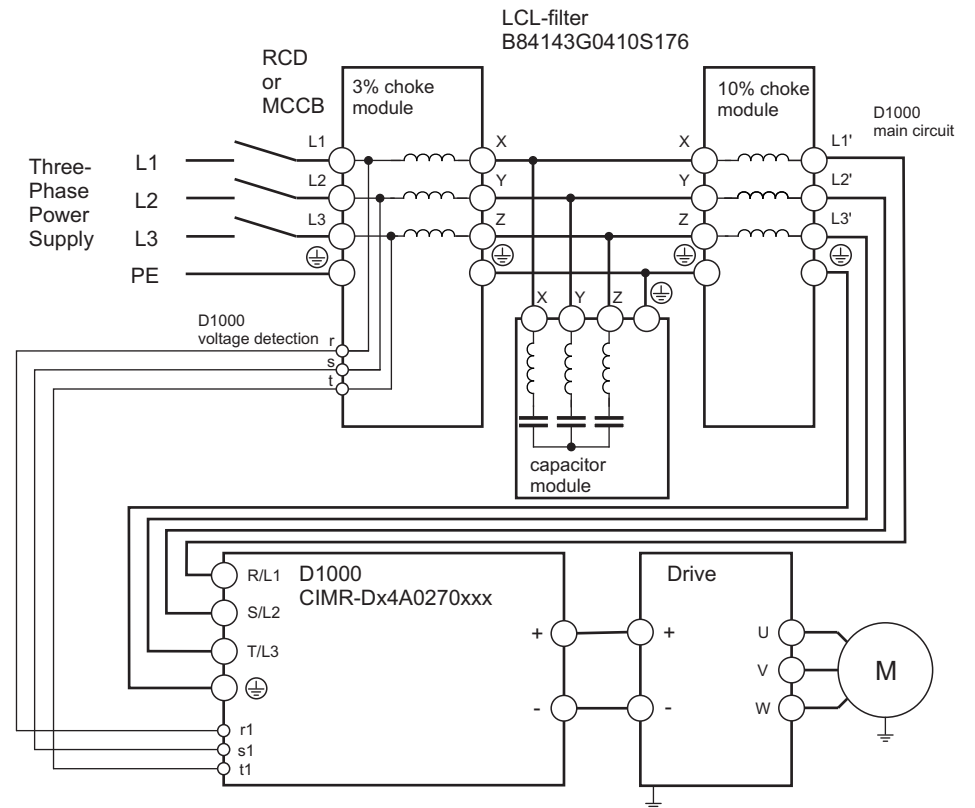 LCL-filter
B84143G0410S176
RCD
or
MCCB
3% choke
module
10% choke
module
D1000
main circuit
Three-
Phase
Power
Supply
L1
L2
L3
PE
L1
L2
L3
X
Y
Z
X
Y
Z
L1'
L2'
L3'
X
Y
Z
D1000
voltage detection
r
s
t
capacitor
module
R/L1
S/L2
T/L3
r1
s1
t1
D1000
CIMR-Dx4A0270xxx
+
-
Drive
+
-
U
V
W
M